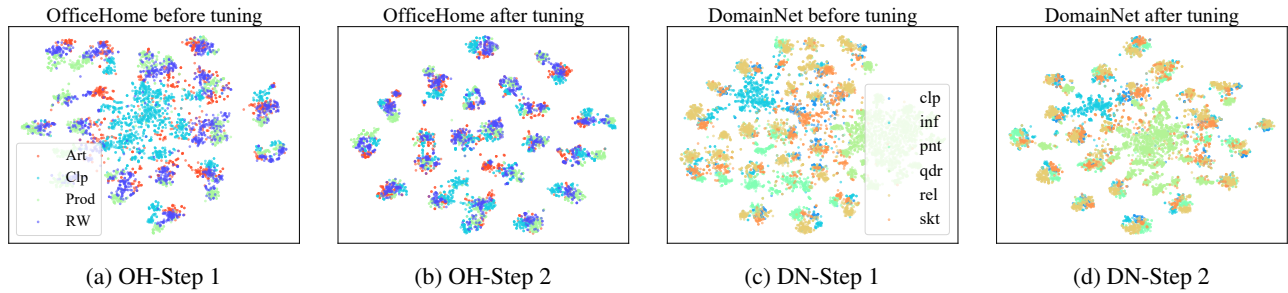 OfficeHome before tuning
Art
Clp
Prod
RW
(a) OH-Step 1
OfficeHome after tuning
(b) OH-Step 2
DomainNet before tuning
clp
inf
pnt
qdr
rel
skt
(c) DN-Step 1
DomainNet after tuning
(d) DN-Step 2